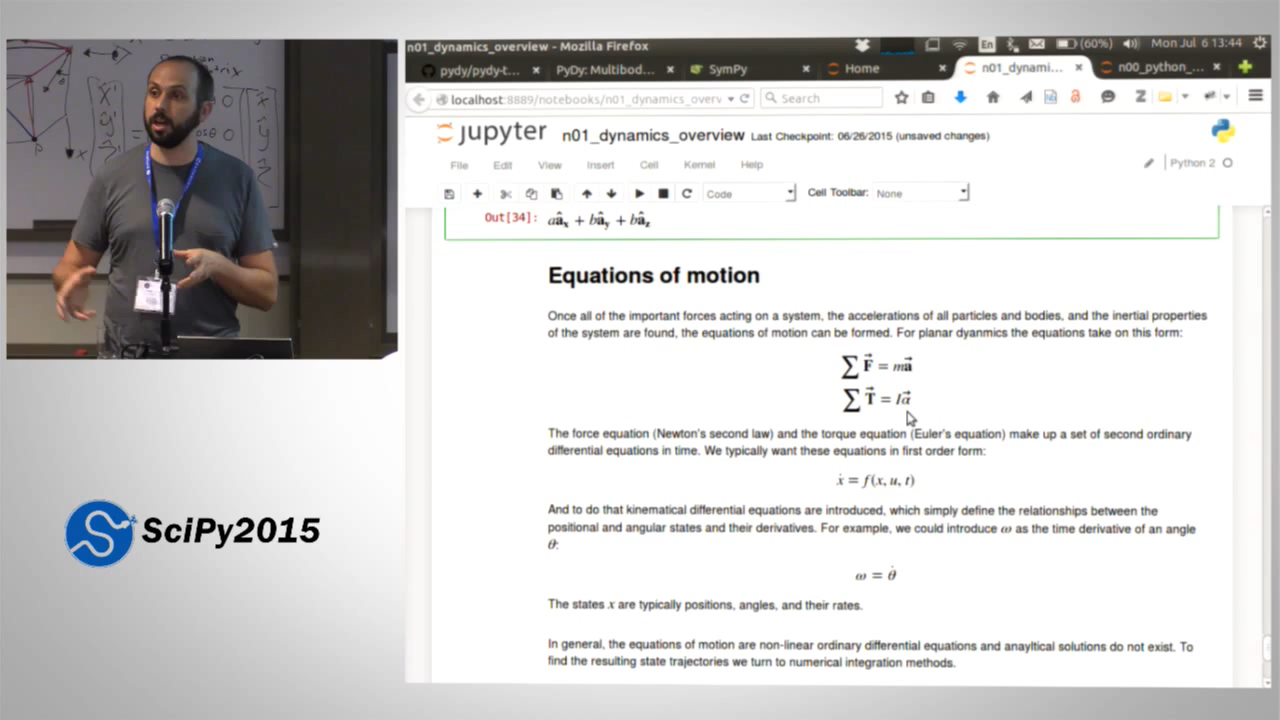 n01_dynamics_overview - Mozilla Firefox
En
(60%)
Mon Jul 6 13:44
pydy/pydy-t... ×
PyDy: Multibod... ×
SymPy ×
Home ×
n01_dynami... ×
n00_python_... ×
localhost:8889/notebooks/n01_dynamics_overv
Search
jupyter n01_dynamics_overview Last Checkpoint: 06/26/2015 (unsaved changes)
File Edit View Insert Cell Kernel Help
Python 2
Code
Cell Toolbar: None
Out[34]: aâₓ + bâ_y + bâ_z
Equations of motion
Once all of the important forces acting on a system, the accelerations of all particles and bodies, and the inertial properties
of the system are found, the equations of motion can be formed. For planar dyanmics the equations take on this form:
∑ F⃗ = ma⃗
∑ T⃗ = Iα⃗
The force equation (Newton's second law) and the torque equation (Euler's equation) make up a set of second ordinary
differential equations in time. We typically want these equations in first order form:
ẋ = f(x, u, t)
And to do that kinematical differential equations are introduced, which simply define the relationships between the
positional and angular states and their derivatives. For example, we could introduce ω as the time derivative of an angle
θ:
ω = θ̇
The states x are typically positions, angles, and their rates.
In general, the equations of motion are non-linear ordinary differential equations and anayltical solutions do not exist. To
find the resulting state trajectories we turn to numerical integration methods.
SciPy2015